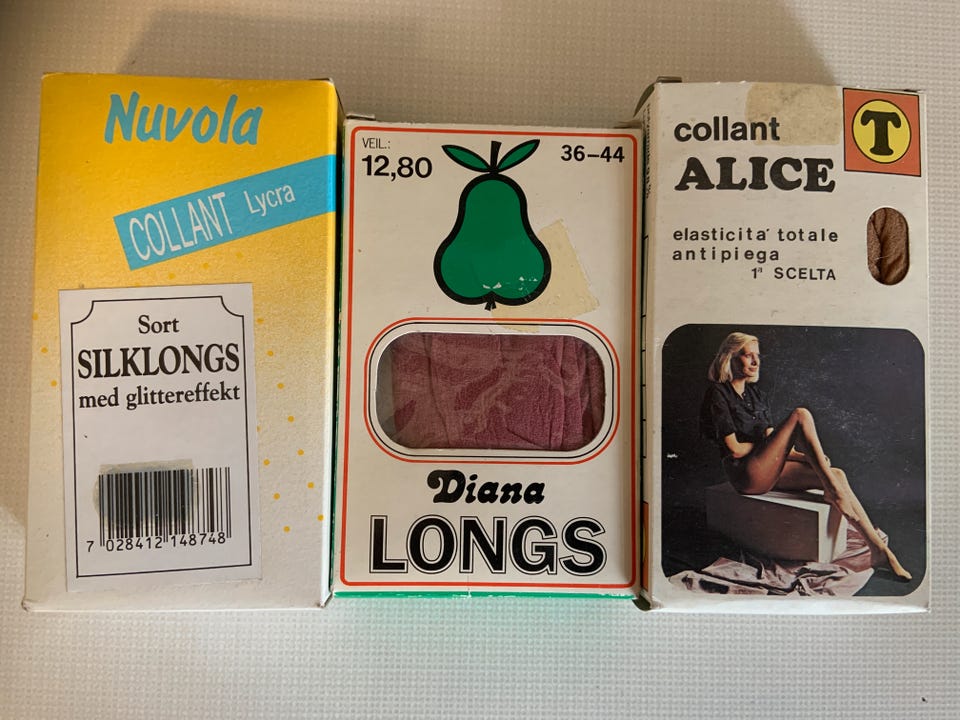 Nuvola
COLLANT Lycra
Sort
SILKLONGS
med glittereffekt
7 028412 148748
VEIL.:
12,80
36-44
Diana
LONGS
collant
ALICE
T
elasticita' totale
antipiega
1ª SCELTA